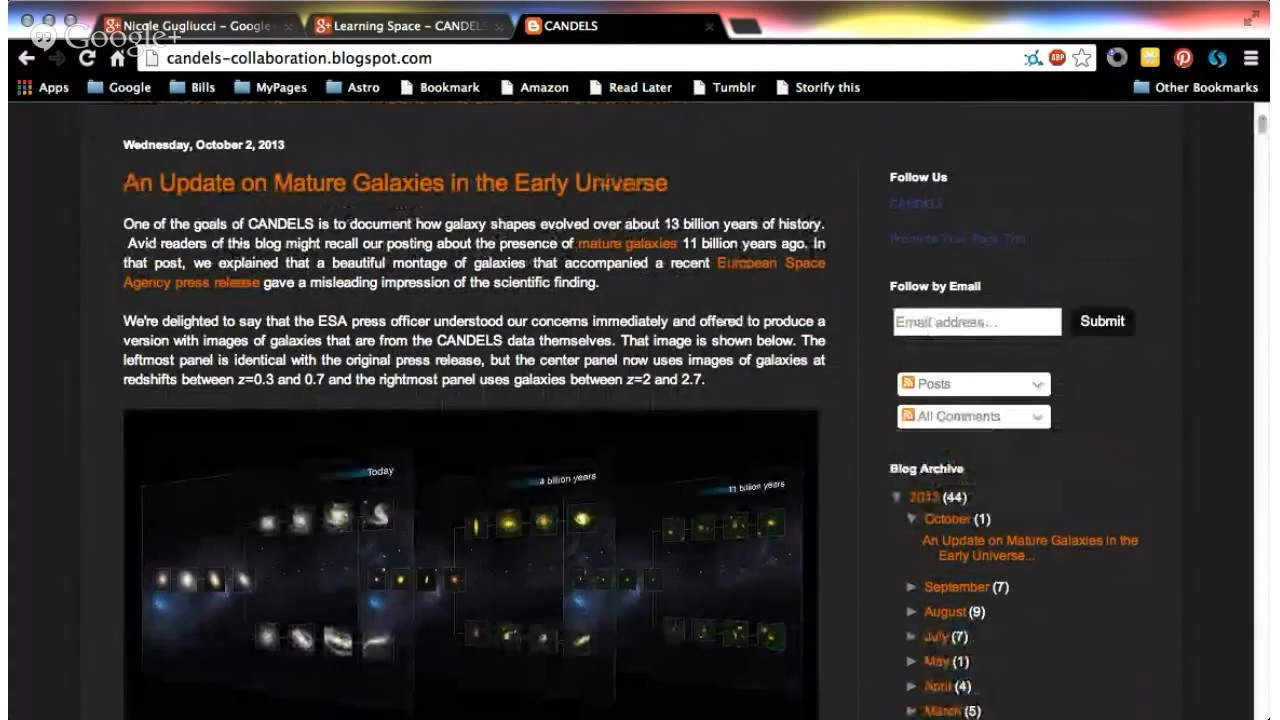 Nicole Gugliucci - Google
Learning Space - CANDELS
CANDELS
Google+
candels-collaboration.blogspot.com
ABP
Apps
Google
Bills
MyPages
Astro
Bookmark
Amazon
Read Later
Tumblr
Storify this
Other Bookmarks
Wednesday, October 2, 2013
An Update on Mature Galaxies in the Early Universe
One of the goals of CANDELS is to document how galaxy shapes evolved over about 13 billion years of history.
Avid readers of this blog might recall our posting about the presence of mature galaxies 11 billion years ago. In
that post, we explained that a beautiful montage of galaxies that accompanied a recent European Space
Agency press release gave a misleading impression of the scientific finding.
We're delighted to say that the ESA press officer understood our concerns immediately and offered to produce a
version with images of galaxies that are from the CANDELS data themselves. That image is shown below. The
leftmost panel is identical with the original press release, but the center panel now uses images of galaxies at
redshifts between z=0.3 and 0.7 and the rightmost panel uses galaxies between z=2 and 2.7.
Today
4 billion years
11 billion years
Follow Us
CANDELS
Promote Your Page Too
Follow by Email
Email address...
Submit
Posts
All Comments
Blog Archive
2013 (44)
October (1)
An Update on Mature Galaxies in the
Early Universe...
September (7)
August (9)
July (7)
May (1)
April (4)
March (5)